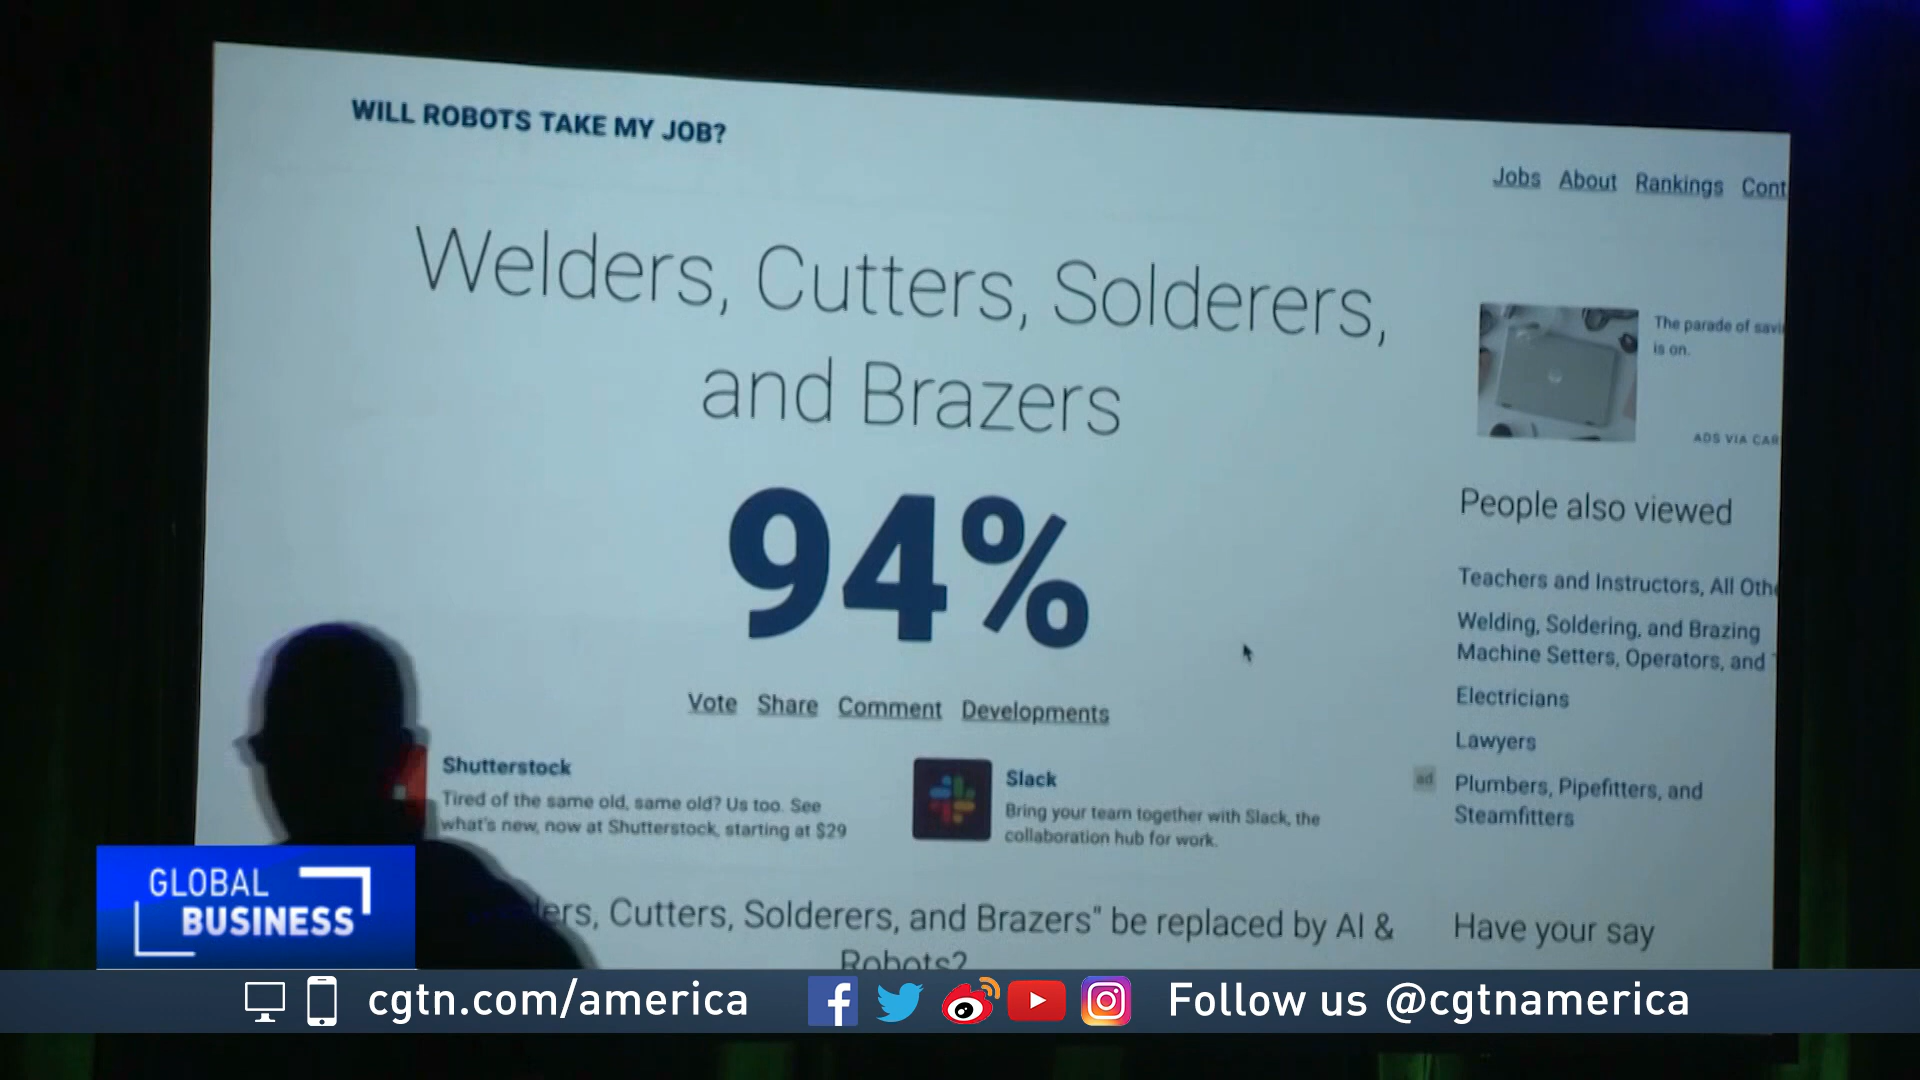 WILL ROBOTS TAKE MY JOB?
Jobs About Rankings Cont
Welders, Cutters, Solderers,
and Brazers
94%
Vote Share Comment Developments
Shutterstock
Tired of the same old, same old? Us too. See
what's new, now at Shutterstock, starting at $29
Slack
Bring your team together with Slack, the
collaboration hub for work.
ad
ers, Cutters, Solderers, and Brazers" be replaced by AI &
Robots?
The parade of savi
is on.
ADS VIA CAR
People also viewed
Teachers and Instructors, All Oth
Welding, Soldering, and Brazing
Machine Setters, Operators, and
Electricians
Lawyers
Plumbers, Pipefitters, and
Steamfitters
Have your say
GLOBAL
BUSINESS
cgtn.com/america
Follow us @cgtnamerica